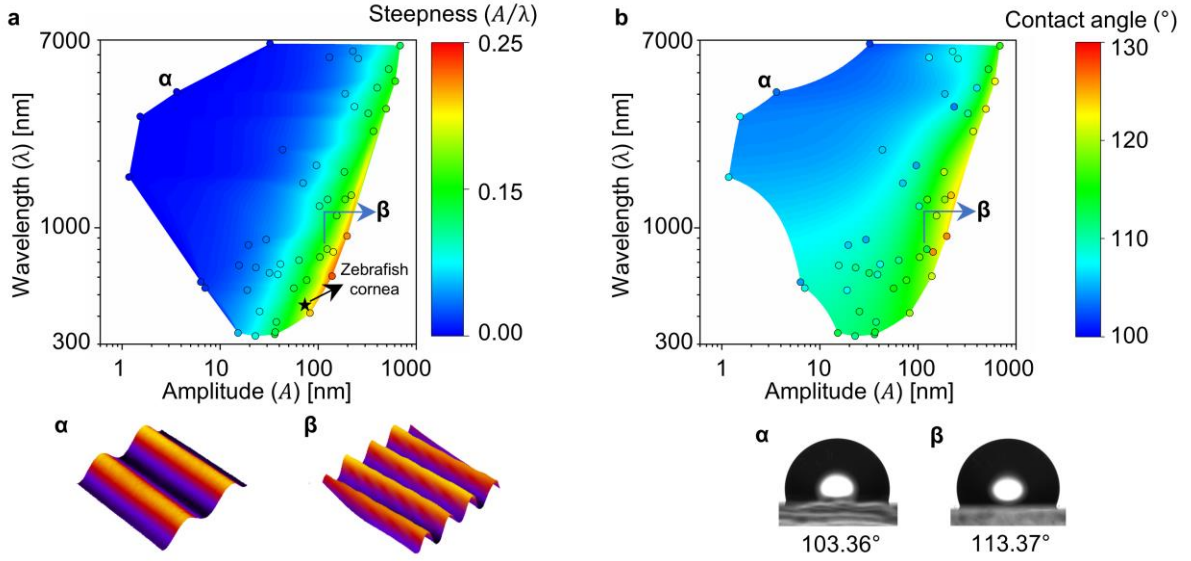 a
Steepness (A/λ)
7000
1000
300
Wavelength (λ) [nm]
α
β
Zebrafish
cornea
1
10
100
1000
Amplitude (A) [nm]
0.25
0.15
0.00
α
β
b
Contact angle (°)
7000
1000
300
Wavelength (λ) [nm]
α
β
1
10
100
1000
Amplitude (A) [nm]
130
120
110
100
α
β
103.36°
113.37°